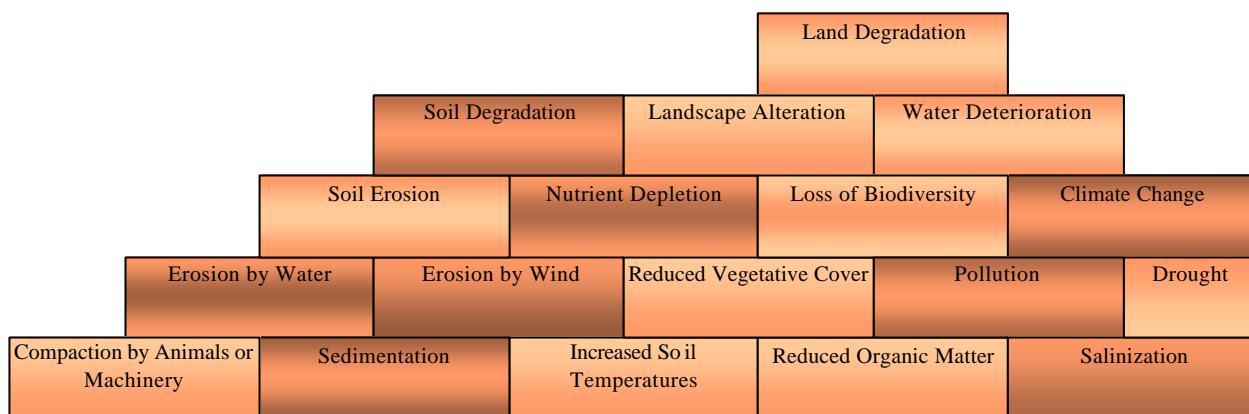 Land Degradation
Soil Degradation
Landscape Alteration
Water Deterioration
Soil Erosion
Nutrient Depletion
Loss of Biodiversity
Climate Change
Erosion by Water
Erosion by Wind
Reduced Vegetative Cover
Pollution
Drought
Compaction by Animals or
Machinery
Sedimentation
Increased Soil
Temperatures
Reduced Organic Matter
Salinization